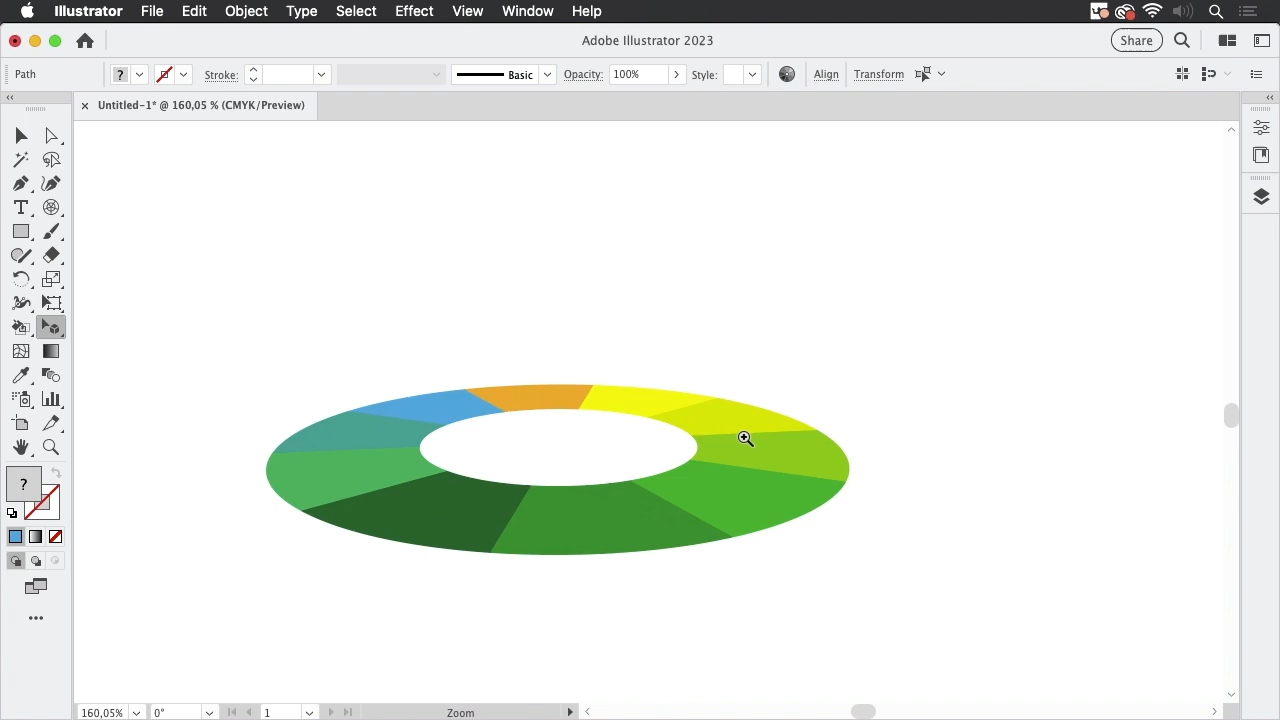 Illustrator File Edit Object Type Select Effect View Window Help
Adobe Illustrator 2023
Share
Path
?
Stroke:
Basic
Opacity: 100%
Style:
Align
Transform
Untitled-1* @ 160,05 % (CMYK/Preview)
T
?
160,05%
0°
1
Zoom